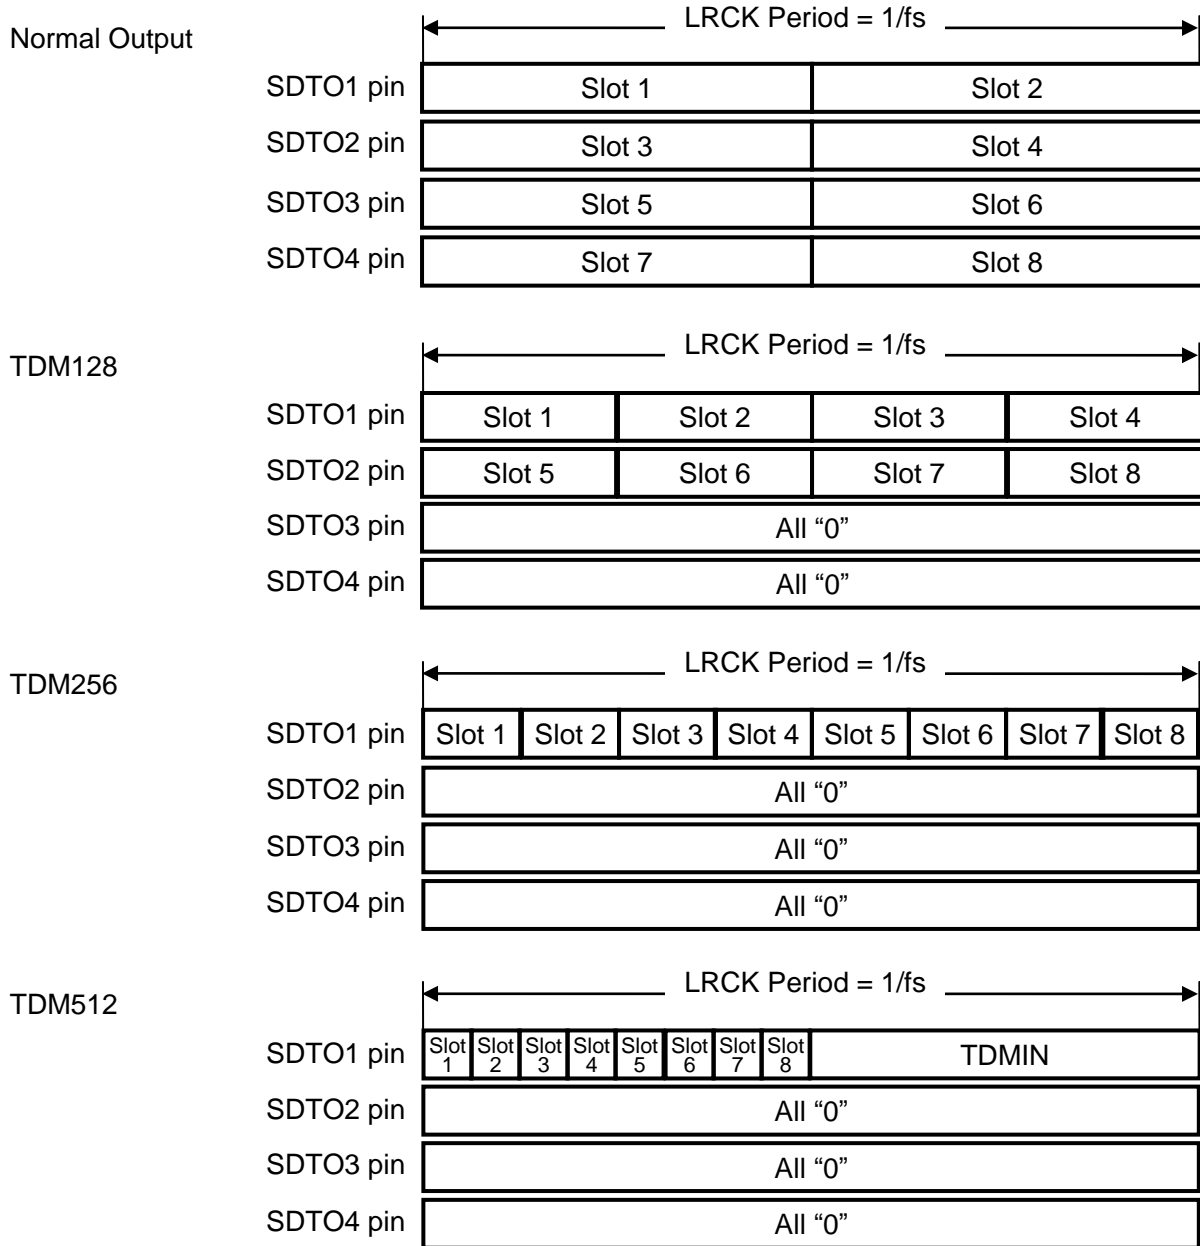 Normal Output
LRCK Period = 1/fs
SDTO1 pin Slot 1 Slot 2
SDTO2 pin Slot 3 Slot 4
SDTO3 pin Slot 5 Slot 6
SDTO4 pin Slot 7 Slot 8
TDM128
LRCK Period = 1/fs
SDTO1 pin Slot 1 Slot 2 Slot 3 Slot 4
SDTO2 pin Slot 5 Slot 6 Slot 7 Slot 8
SDTO3 pin All “0”
SDTO4 pin All “0”
TDM256
LRCK Period = 1/fs
SDTO1 pin Slot 1 Slot 2 Slot 3 Slot 4 Slot 5 Slot 6 Slot 7 Slot 8
SDTO2 pin All “0”
SDTO3 pin All “0”
SDTO4 pin All “0”
TDM512
LRCK Period = 1/fs
SDTO1 pin Slot 1 Slot 2 Slot 3 Slot 4 Slot 5 Slot 6 Slot 7 Slot 8 TDMIN
SDTO2 pin All “0”
SDTO3 pin All “0”
SDTO4 pin All “0”